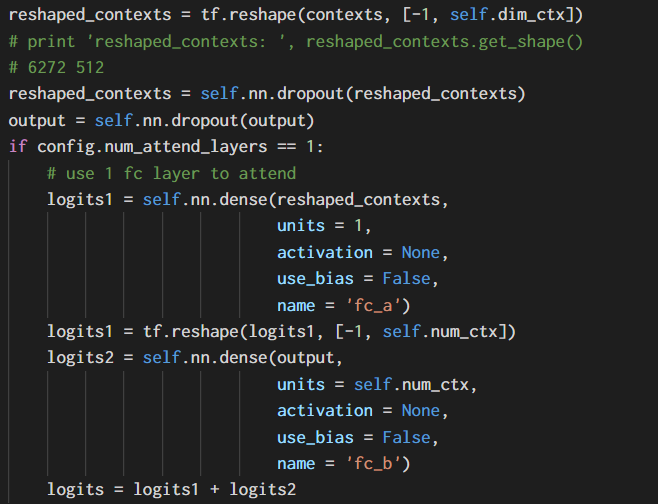 reshaped_contexts = tf.reshape(contexts, [-1, self.dim_ctx])
# print 'reshaped_contexts: ', reshaped_contexts.get_shape()
# 6272 512
reshaped_contexts = self.nn.dropout(reshaped_contexts)
output = self.nn.dropout(output)
if config.num_attend_layers == 1:
    # use 1 fc layer to attend
    logits1 = self.nn.dense(reshaped_contexts,
                            units = 1,
                            activation = None,
                            use_bias = False,
                            name = 'fc_a')
    logits1 = tf.reshape(logits1, [-1, self.num_ctx])
    logits2 = self.nn.dense(output,
                            units = self.num_ctx,
                            activation = None,
                            use_bias = False,
                            name = 'fc_b')
    logits = logits1 + logits2